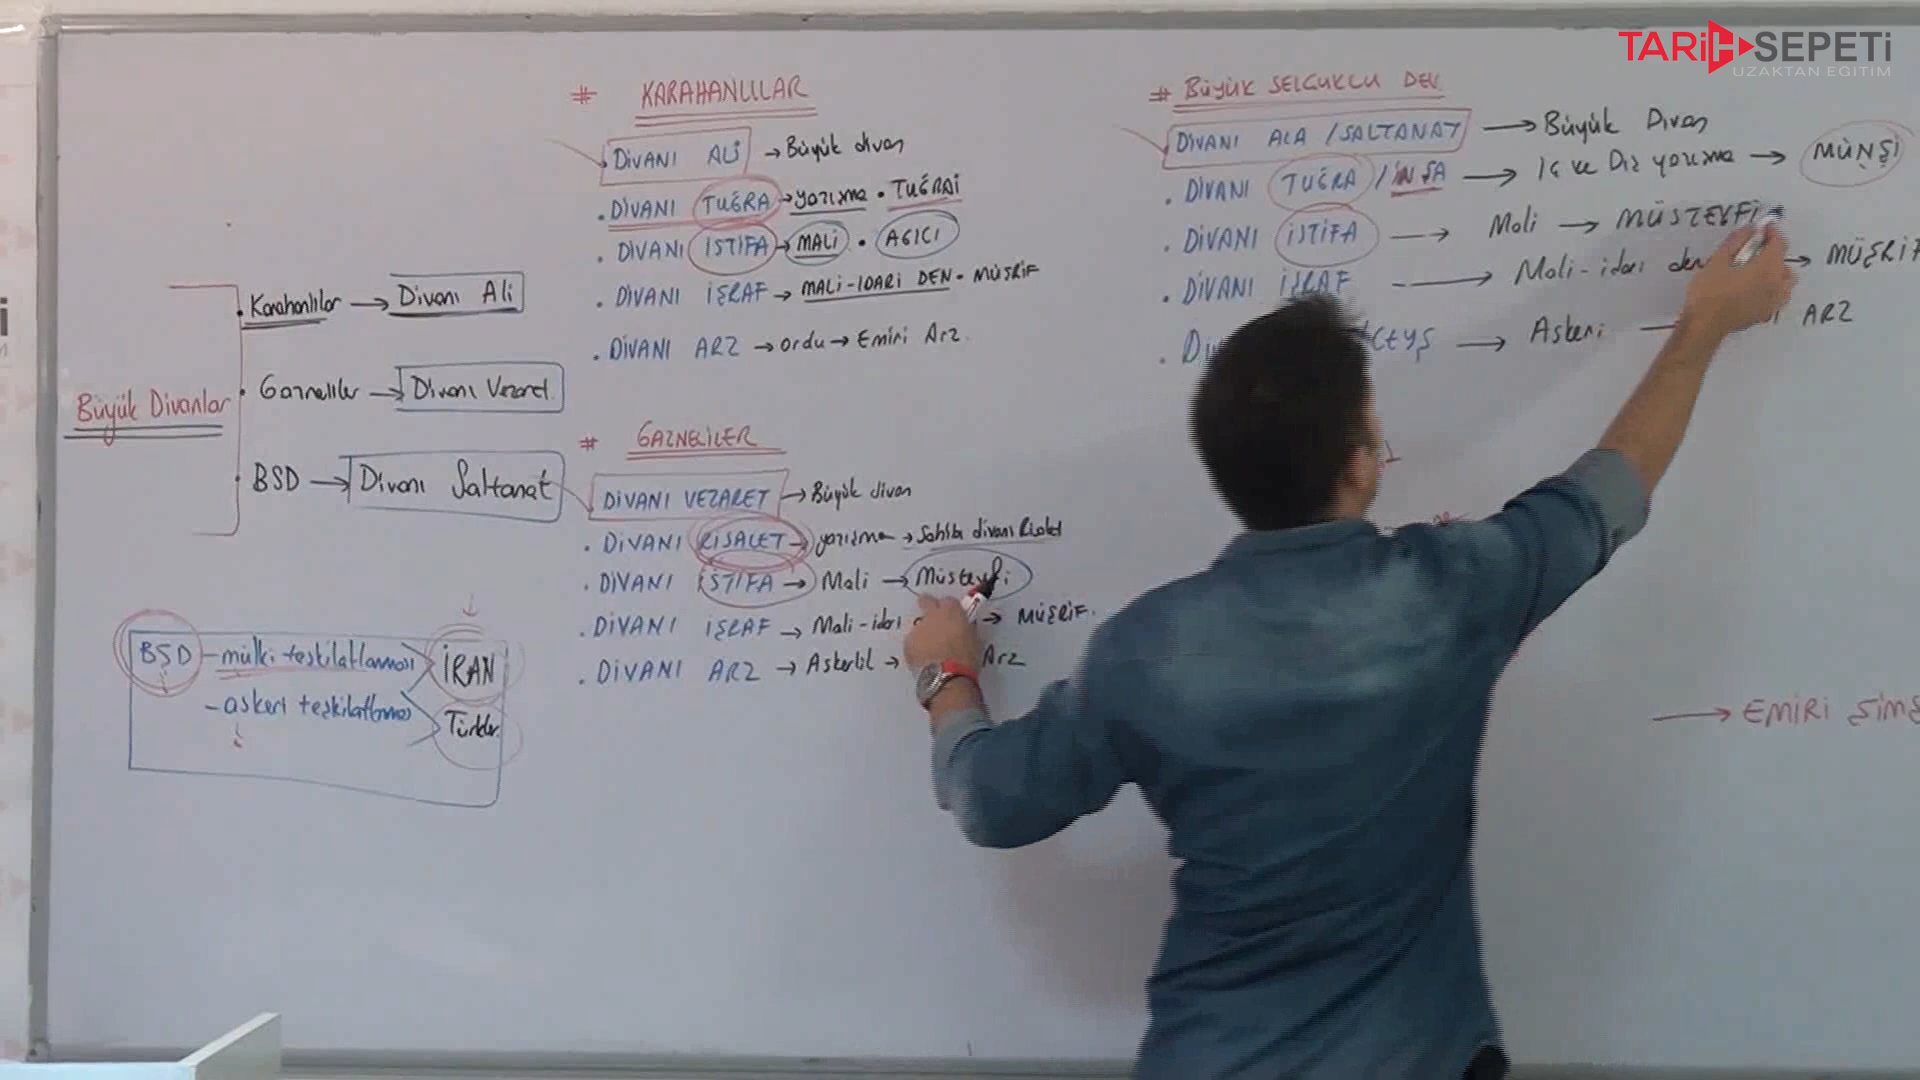 TARİH SEPETİ
UZAKTAN EĞİTİM
Büyük Divanlar
Karahanlılar → Divanı Ali
Gazneliler → Divanı Vezaret
BSD → Divanı Saltanat
BSD - mülki teşkilatlanması
İRAN
- askeri teşkilatlanması
Türkler
# KARAHANLILAR
DİVANI ALİ → Büyük divan
. DİVANI TUĞRA → yazışma . TUĞRAİ
. DİVANI İSTİFA → MALİ . AGICI
. DİVANI İŞRAF → MALİ-İDARİ DEN. MÜŞRİF
. DİVANI ARZ → ordu → Emiri Arz.
# GAZNELİLER
DİVANI VEZARET → Büyük divan
. DİVANI RİSALET → yazışma → Sahibi divanı Risalet
. DİVANI İSTİFA → Mali → Müstevfi
. DİVANI İŞRAF → Mali-idari → MÜŞRİF.
. DİVANI ARZ → Askerlik → Arz
# BÜYÜK SELÇUKLU DEV.
DİVANI ALA / SALTANAT → Büyük Divan
. DİVANI TUĞRA / İNŞA → İç ve Dış yazışma → MÜNŞİ
. DİVANI İSTİFA → Mali → MÜSTEVFİ
. DİVANI İŞRAF → Mali-idari den → MÜŞRİF
. Dİ CEYŞ → Askeri → ARZ
→ EMİRİ